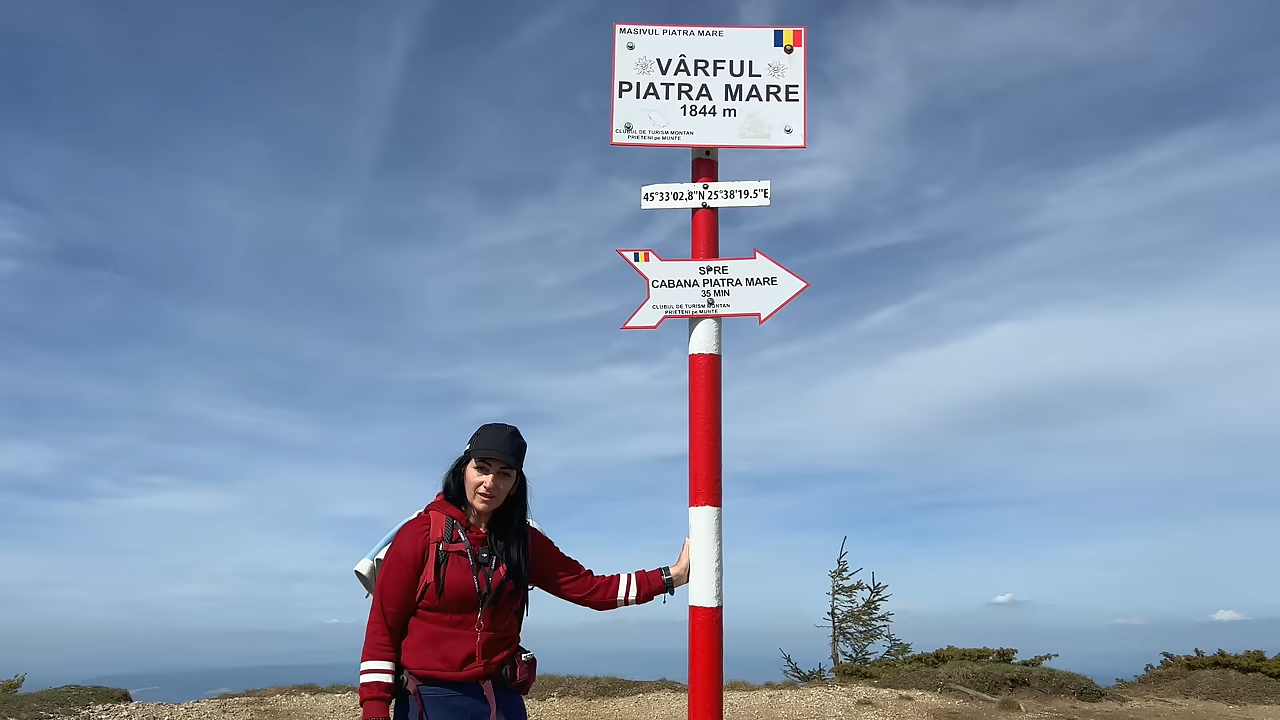 MASIVUL PIATRA MARE
VÂRFUL
PIATRA MARE
1844 m
CLUBUL DE TURISM MONTAN
PRIETENI pe MUNTE
45°33'02,8"N 25°38'19.5"E
SPRE
CABANA PIATRA MARE
35 MIN
CLUBUL DE TURISM MONTAN
PRIETENI pe MUNTE